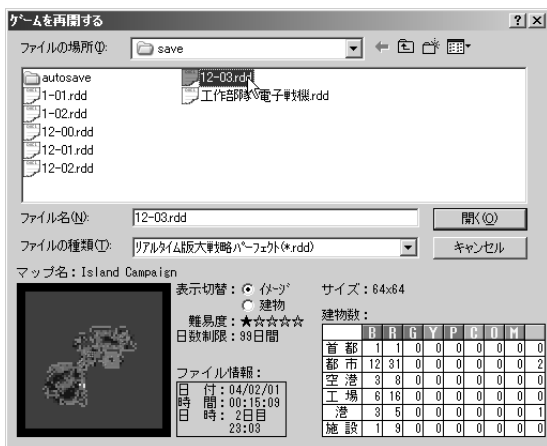 ゲームを再開する
ファイルの場所(I):
save
autosave
1-01.rdd
1-02.rdd
12-00.rdd
12-01.rdd
12-02.rdd
12-03.rdd
工作部隊 電子戦機.rdd
ファイル名(N):
12-03.rdd
開く(O)
ファイルの種類(T):
リアルタイム版大戦略パーフェクト(*.rdd)
キャンセル
マップ名：Island Campaign
表示切替：
イメージ
建物
難易度：★☆☆☆☆
日数制限：99日間
ファイル情報：
日 付：04/02/01
時 間：00:15:09
日 時： 2日目
23:03
サイズ：64x64
建物数：
B R G Y P C O M
首 都 1 1 0 0 0 0 0 0 0
都 市 12 31 0 0 0 0 0 0 2
空 港 3 8 0 0 0 0 0 0 0
工 場 6 16 0 0 0 0 0 0 0
港 3 5 0 0 0 0 0 0 1
施 設 1 9 0 0 0 0 0 0 0